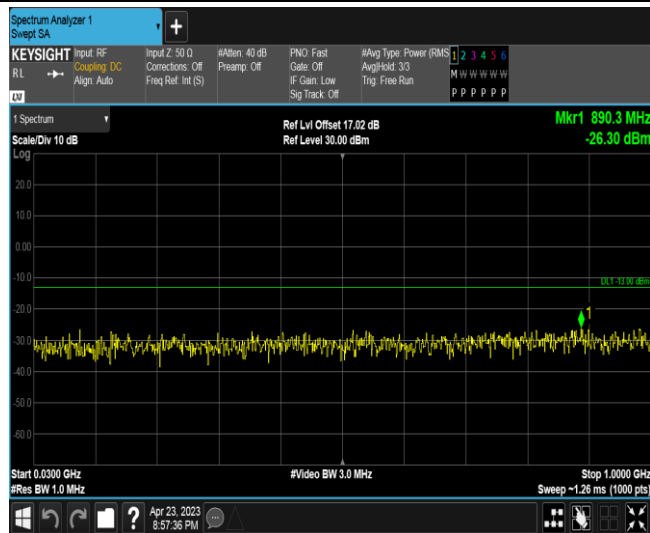 Spectrum Analyzer 1
Swept SA
+
KEYSIGHT Input: RF
RL Coupling: DC
Align: Auto
LXI
Input Z: 50 Ω
Corrections: Off
Freq Ref: Int (S)
#Atten: 40 dB
Preamp: Off
PNO: Fast
Gate: Off
IF Gain: Low
Sig Track: Off
#Avg Type: Power (RMS
Avg|Hold: 3/3
Trig: Free Run
1 2 3 4 5 6
M W W W W W
P P P P P P
1 Spectrum
Scale/Div 10 dB
Ref Lvl Offset 17.02 dB
Ref Level 30.00 dBm
Mkr1 890.3 MHz
-26.30 dBm
Log
20.0
10.0
0.00
-10.0
DL1 -13.00 dBm
-20.0
1
-30.0
-40.0
-50.0
-60.0
Start 0.0300 GHz #Video BW 3.0 MHz Stop 1.0000 GHz
#Res BW 1.0 MHz Sweep ~1.26 ms (1000 pts)
? Apr 23, 2023
8:57:36 PM